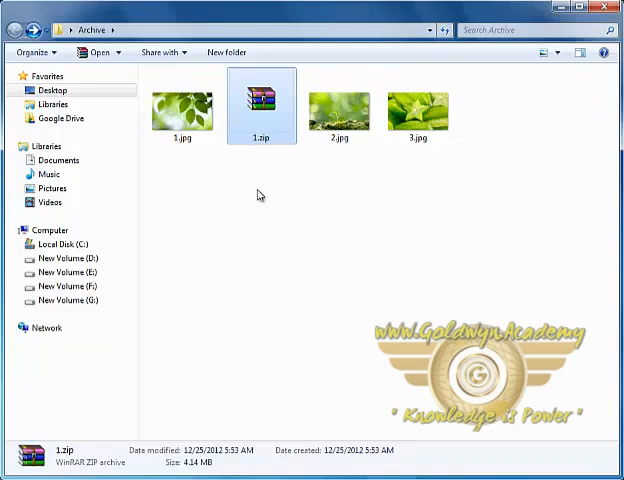 Archive
Search Archive
Organize
Open
Share with
New folder
Favorites
Desktop
Libraries
Google Drive
Libraries
Documents
Music
Pictures
Videos
Computer
Local Disk (C:)
New Volume (D:)
New Volume (E:)
New Volume (F:)
New Volume (G:)
Network
1.jpg
1.zip
2.jpg
3.jpg
www.Goldwyn.Academy
G
" Knowledge is Power "
1.zip
Date modified: 12/25/2012 5:53 AM
Date created: 12/25/2012 5:53 AM
WinRAR ZIP archive
Size: 4.14 MB